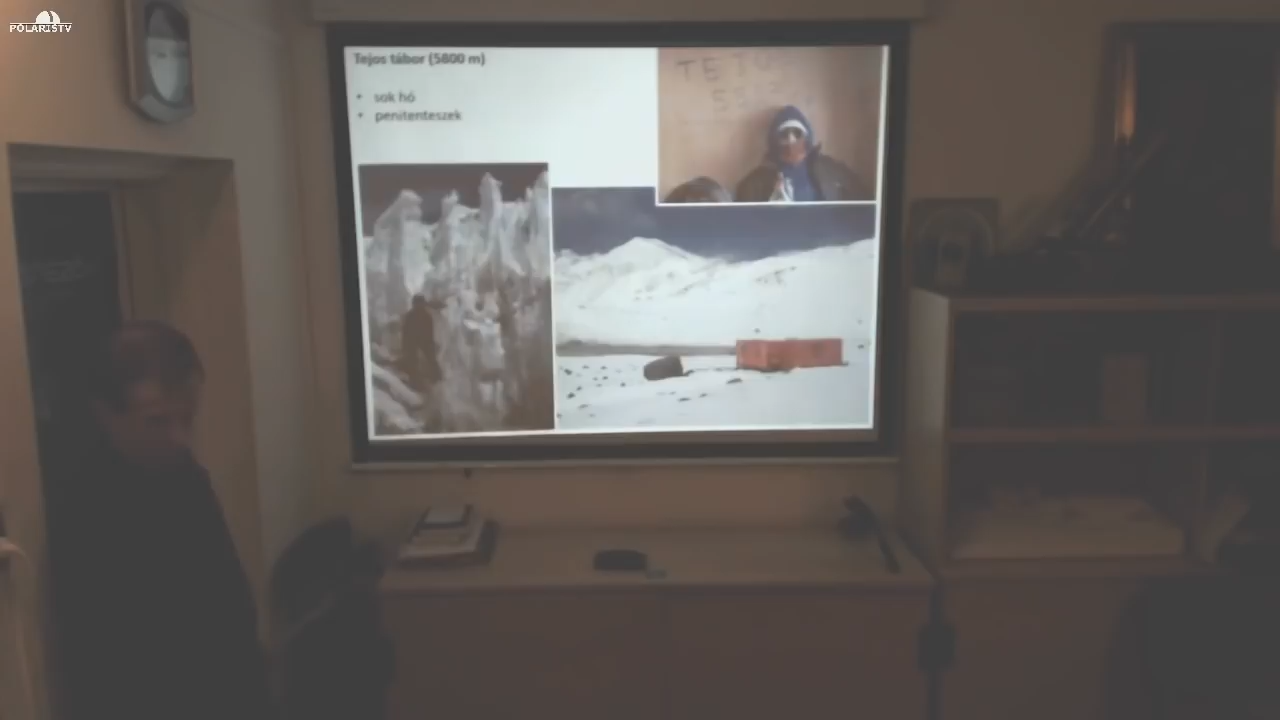 POLARISTV
Tejos tábor (5800 m)
• sok hó
• penitenteszek